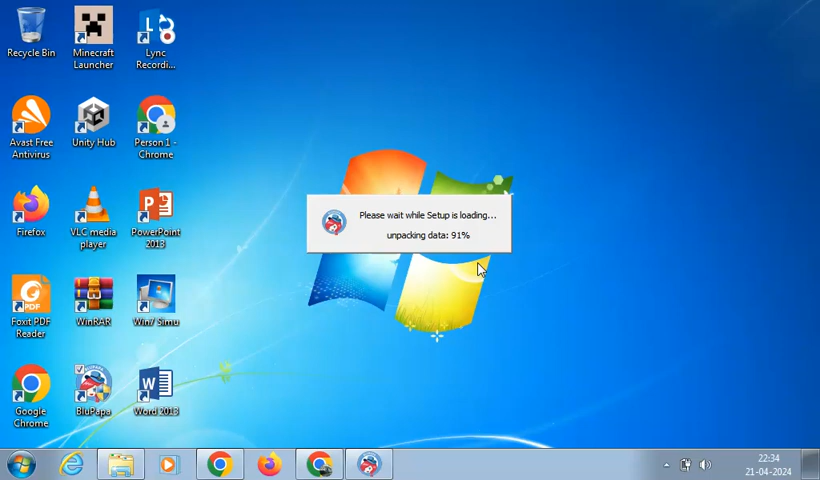 Recycle Bin
Minecraft
Launcher
Lync
Recordi...
Avast Free
Antivirus
Unity Hub
Person 1 -
Chrome
Firefox
VLC media
player
PowerPoint
2013
Foxit PDF
Reader
WinRAR
Win7 Simu
Google
Chrome
BluPapa
Word 2013
Please wait while Setup is loading...
unpacking data: 91%
22:34
21-04-2024